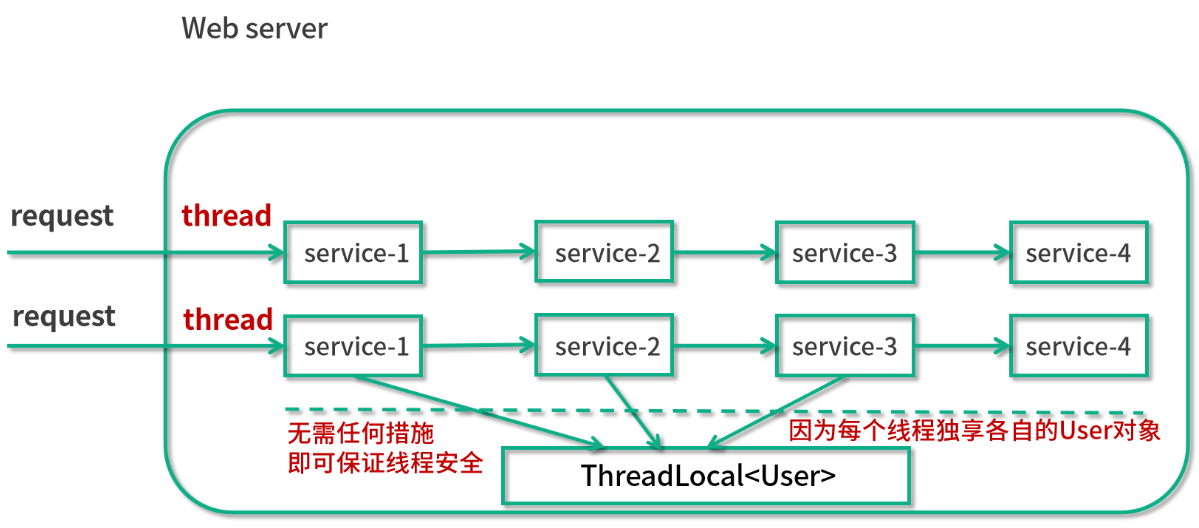 Web server
request
thread
service-1
service-2
service-3
service-4
request
thread
service-1
service-2
service-3
service-4
无需任何措施
即可保证线程安全
因为每个线程独享各自的User对象
ThreadLocal<User>